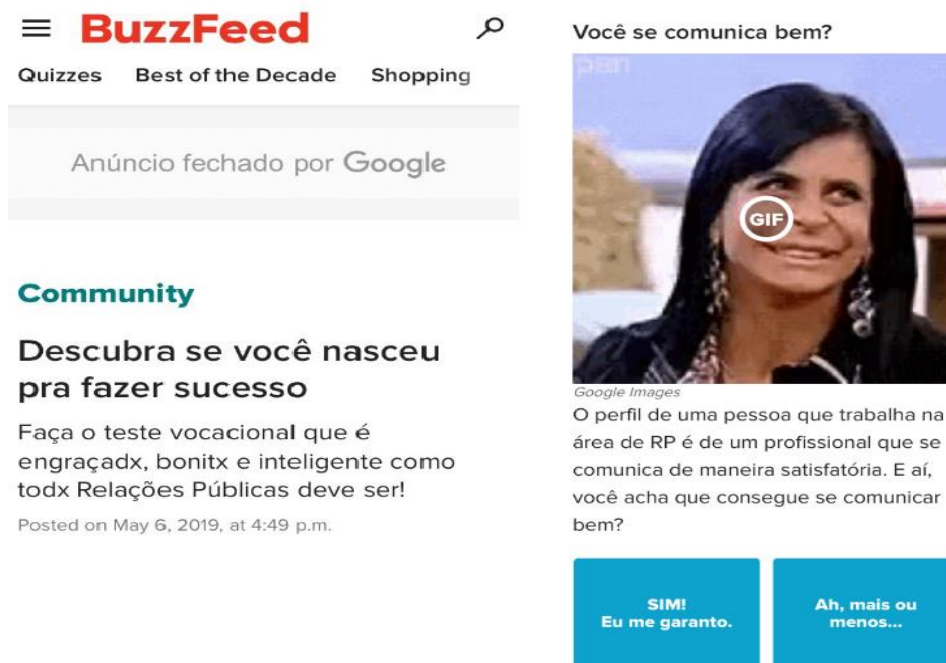 BuzzFeed
Quizzes Best of the Decade Shopping
Anúncio fechado por Google
Community
Descubra se você nasceu
pra fazer sucesso
Faça o teste vocacional que é
engraçadx, bonitx e inteligente como
todx Relações Públicas deve ser!
Posted on May 6, 2019, at 4:49 p.m.
Você se comunica bem?
pan
GIF
Google Images
O perfil de uma pessoa que trabalha na
área de RP é de um profissional que se
comunica de maneira satisfatória. E aí,
você acha que consegue se comunicar
bem?
SIM!
Eu me garanto.
Ah, mais ou
menos...